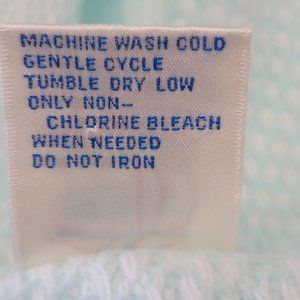 MACHINE WASH COLD
GENTLE CYCLE
TUMBLE DRY LOW
ONLY NON-
CHLORINE BLEACH
WHEN NEEDED
DO NOT IRON